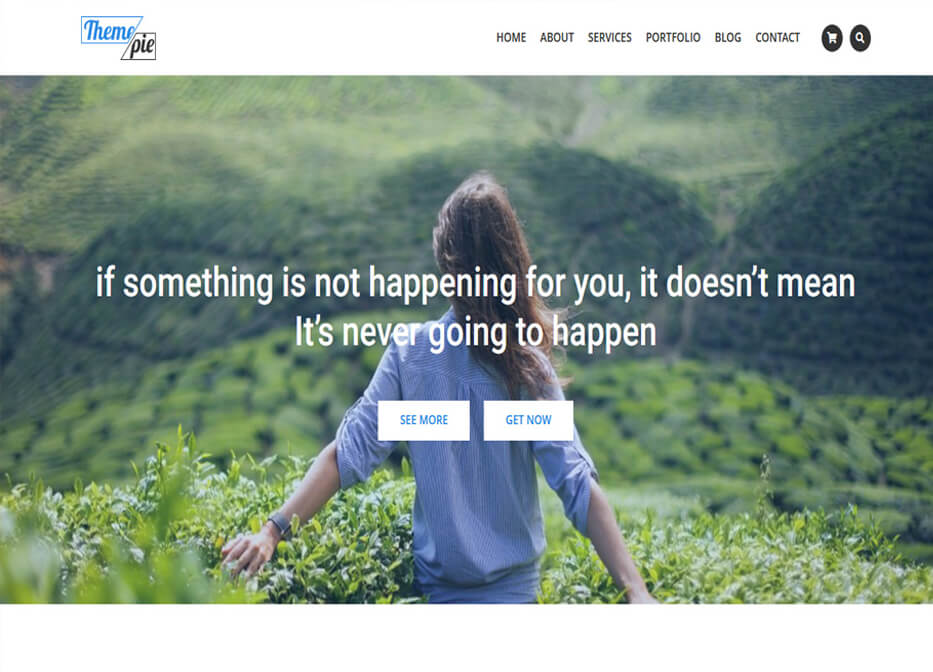 Theme
pie
HOME ABOUT SERVICES PORTFOLIO BLOG CONTACT
if something is not happening for you, it doesn’t mean
It’s never going to happen
SEE MORE GET NOW